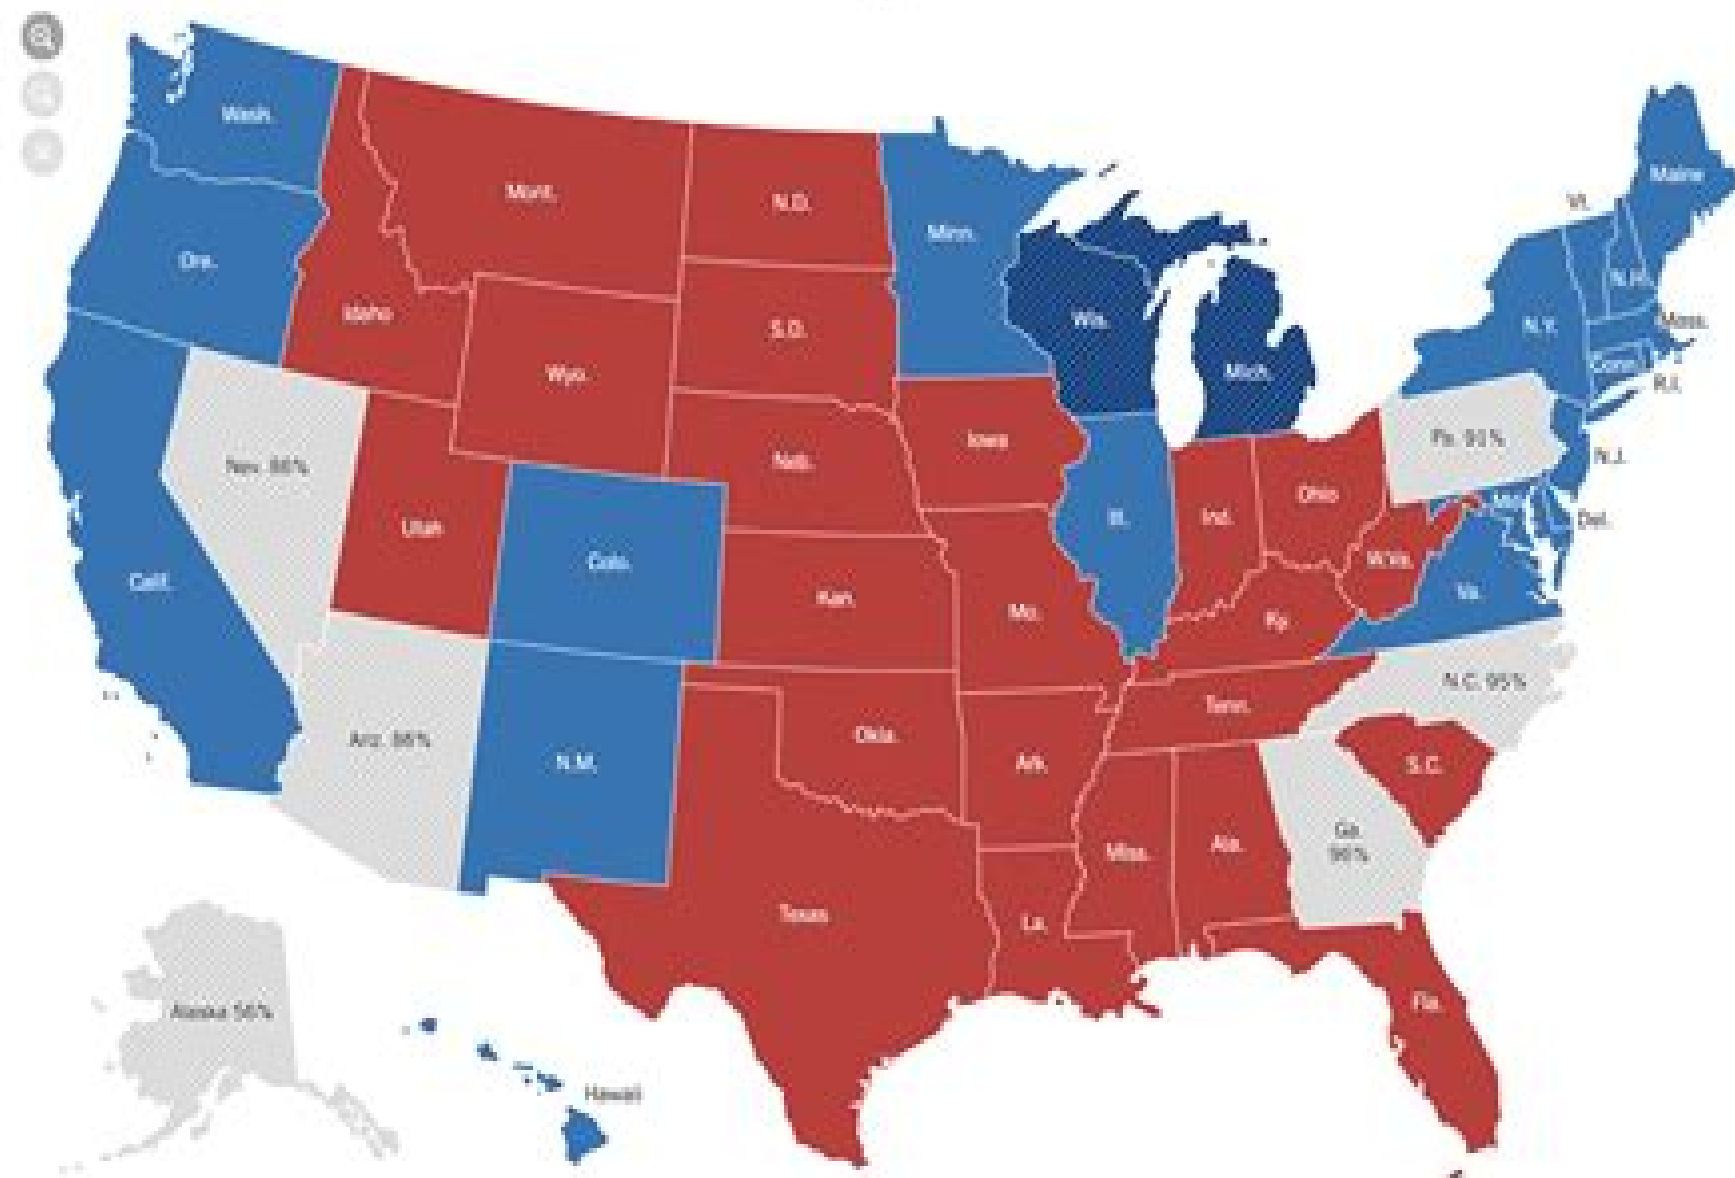 Wash.
Mont.
N.D.
Minn.
Maine
Vt.
Ore.
Idaho
N.H.
S.D.
Wis.
Mich.
N.Y.
Mass.
Conn.
R.I.
Wyo.
Iowa
Pa. 91%
N.J.
Nev. 86%
Neb.
Ohio
Utah
Colo.
Ill.
Ind.
Md.
Del.
W.Va.
Calif.
Kan.
Mo.
Ky.
Va.
N.C. 95%
Tenn.
Ariz. 86%
N.M.
Okla.
Ark.
S.C.
Miss.
Ala.
Ga.
96%
Texas
La.
Fla.
Alaska 56%
Hawaii